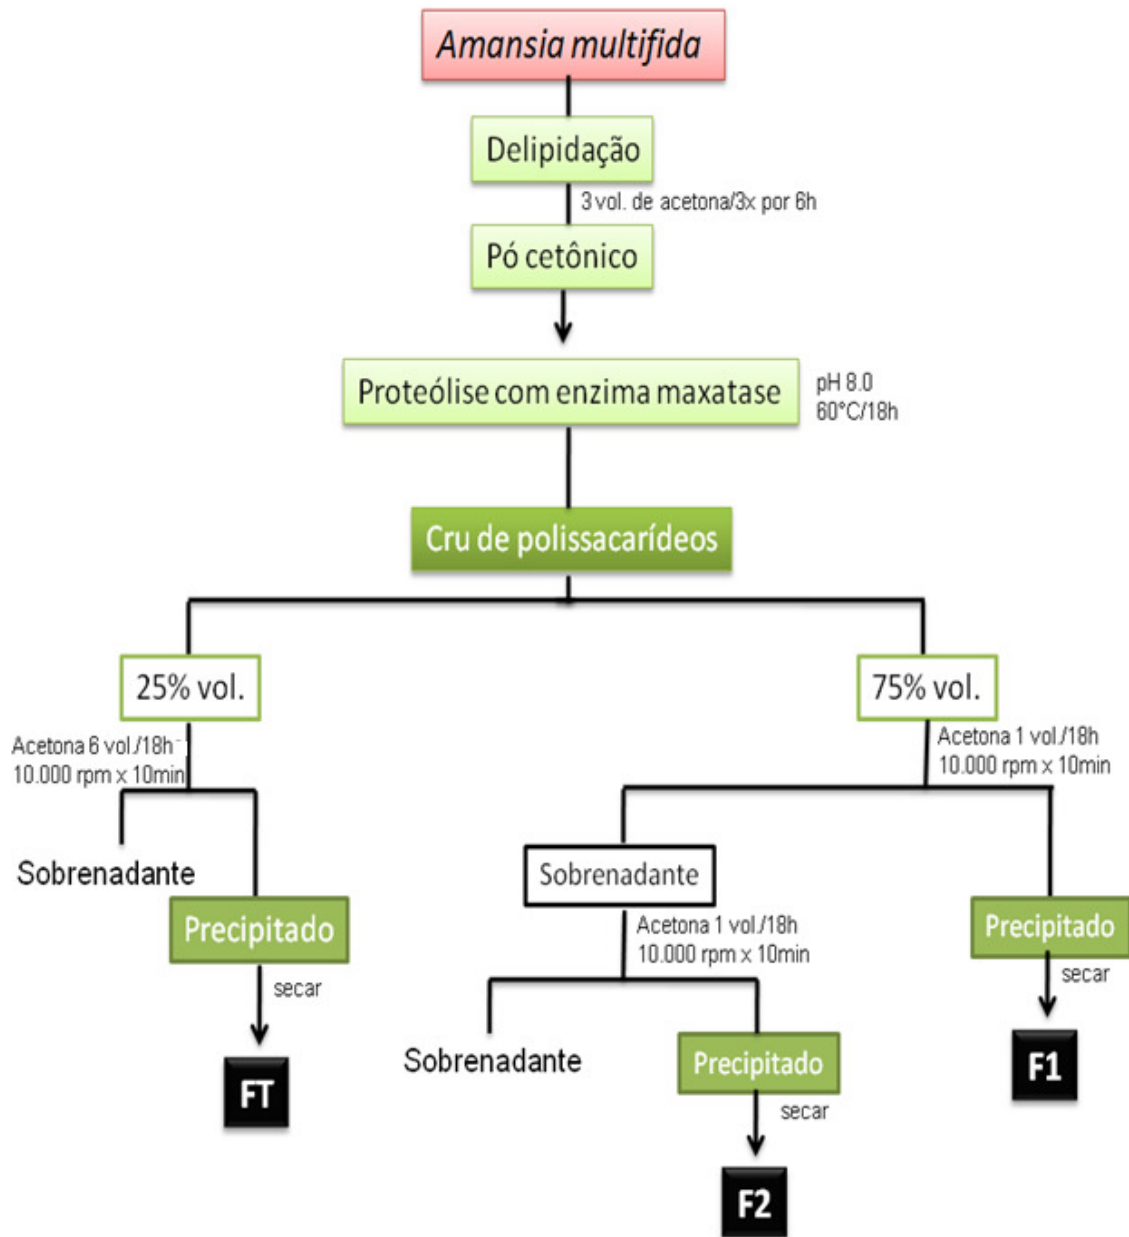 Amansia multifida
Delipidação
3 vol. de acetona/3x por 6h
Pó cetônico
Proteólise com enzima maxatase
pH 8.0
60°C/18h
Cru de polissacarídeos
25% vol.
75% vol.
Acetona 6 vol./18h
10.000 rpm x 10min
Acetona 1 vol./18h
10.000 rpm x 10min
Sobrenadante
Precipitado
secar
FT
Sobrenadante
Acetona 1 vol./18h
10.000 rpm x 10min
Sobrenadante
Precipitado
secar
F2
Precipitado
secar
F1